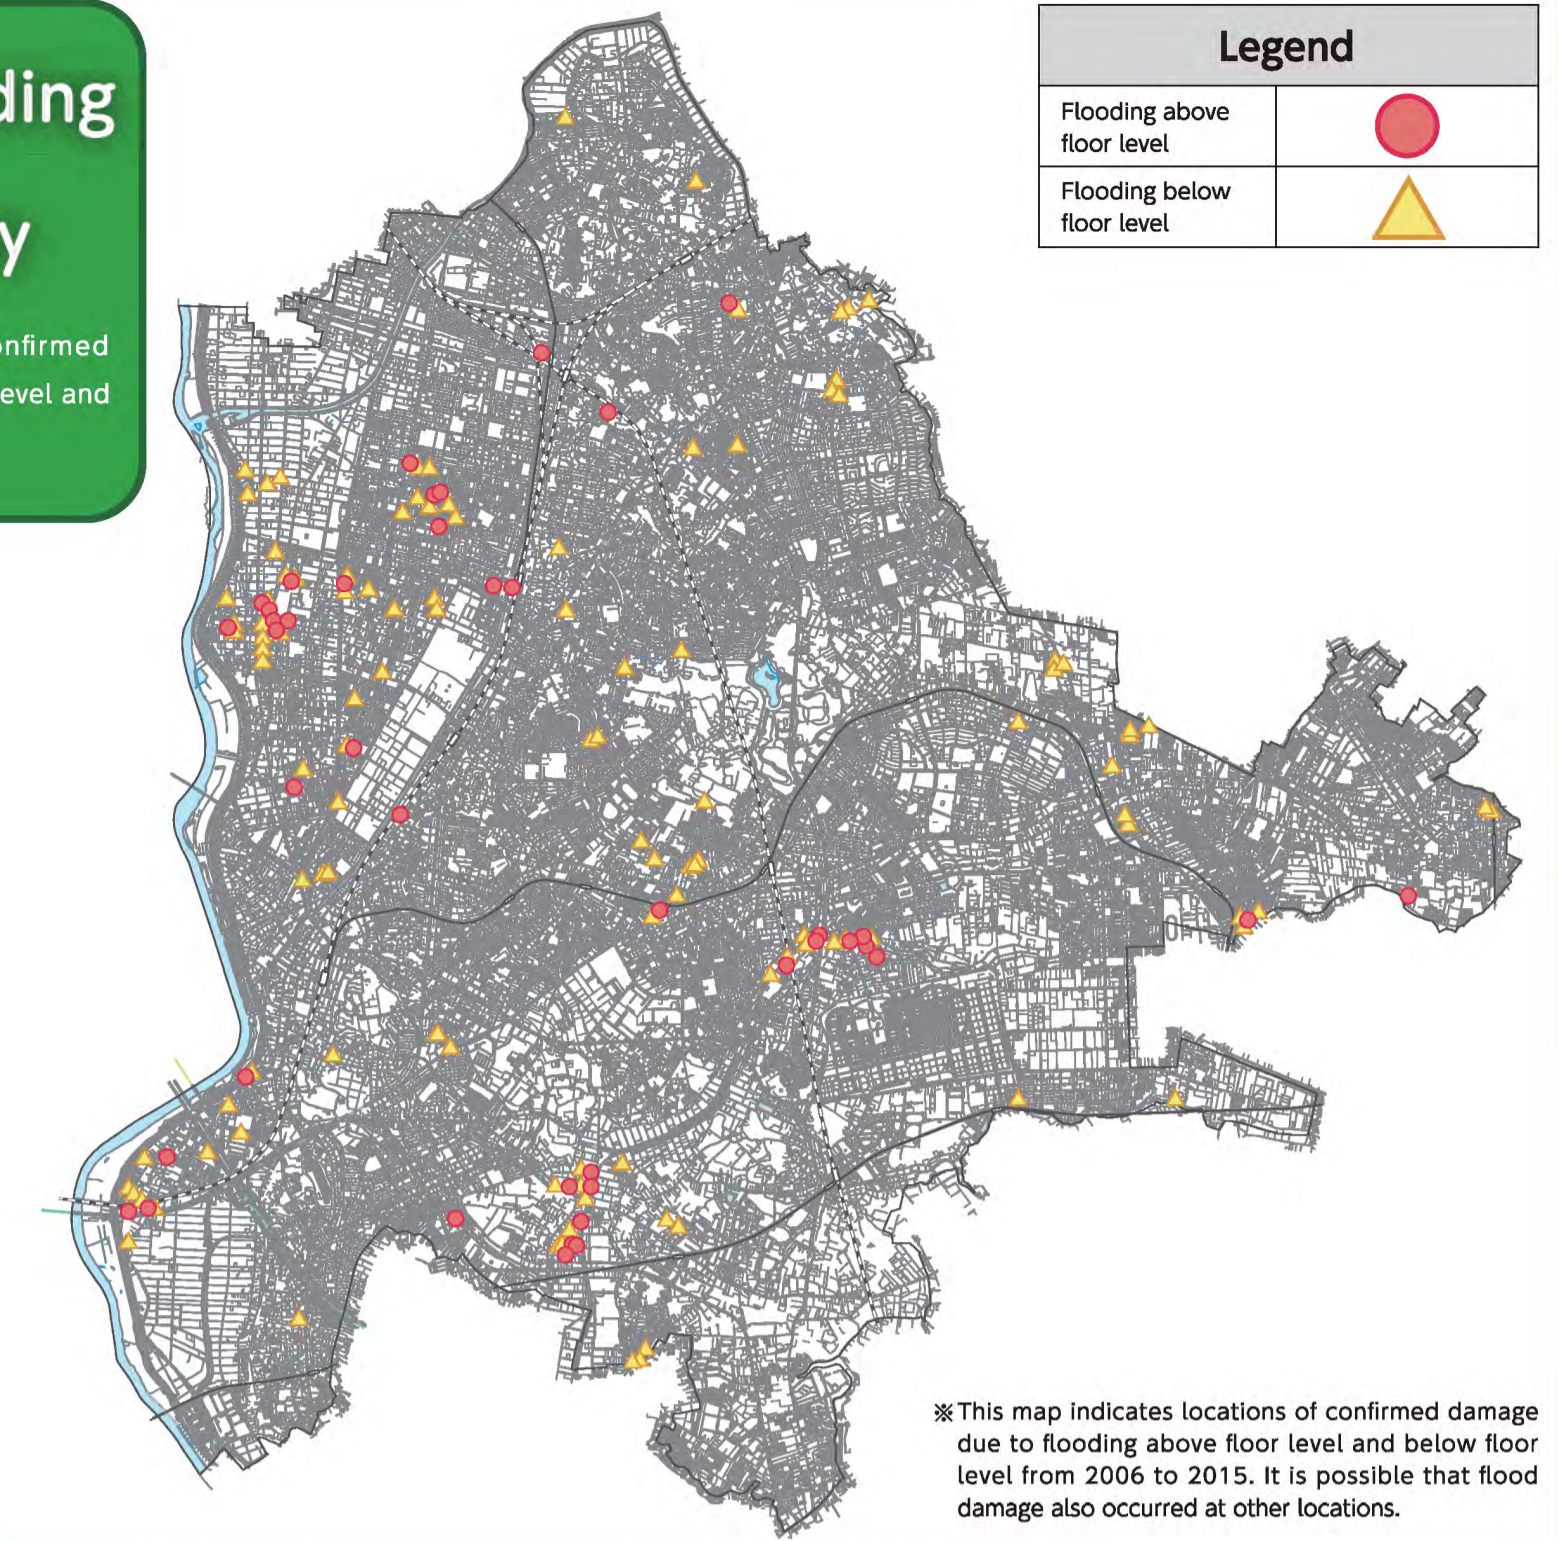 ding
y
onfirmed
evel and
Legend
Flooding above
floor level
Flooding below
floor level
※This map indicates locations of confirmed damage
due to flooding above floor level and below floor
level from 2006 to 2015. It is possible that flood
damage also occurred at other locations.